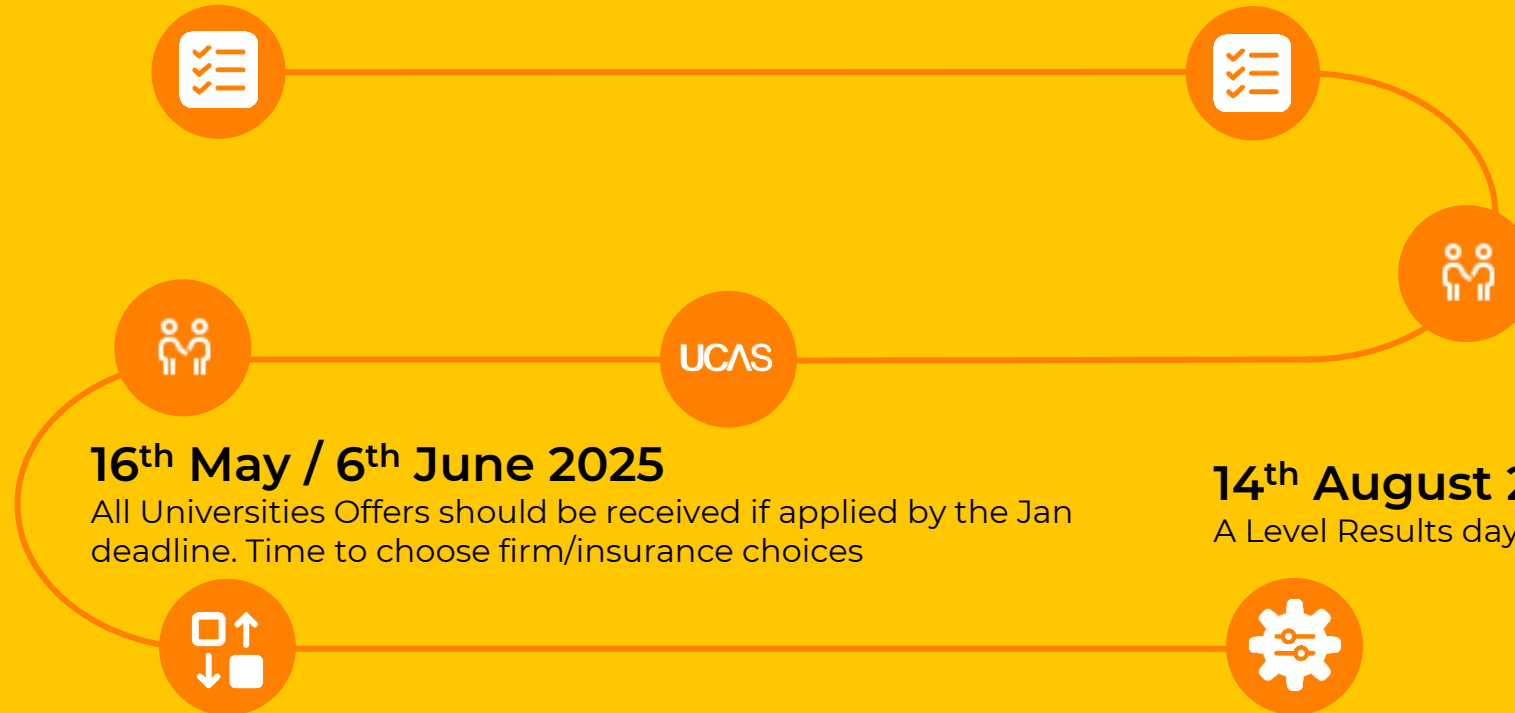 UCAS
16th May / 6th June 2025
All Universities Offers should be received if applied by the Jan
deadline. Time to choose firm/insurance choices
14th August
A Level Results day